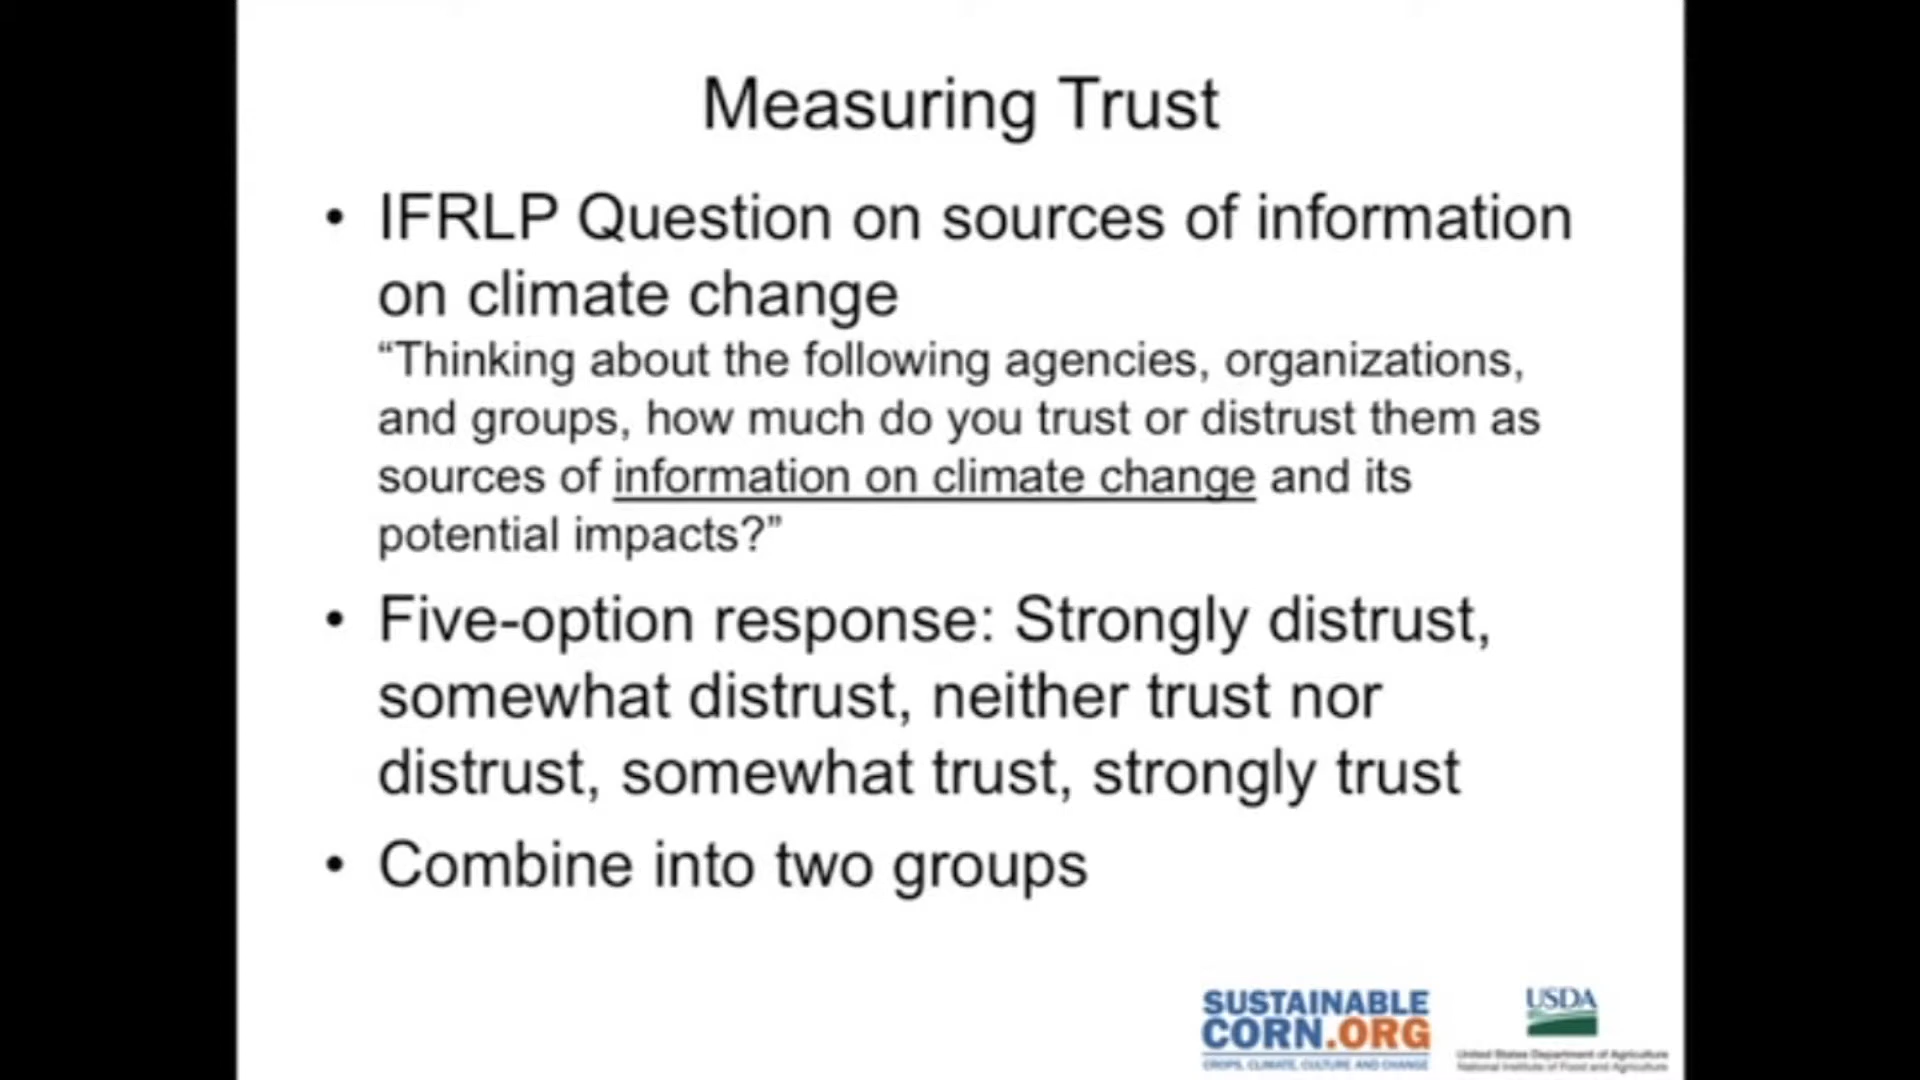 Measuring Trust
• IFRLP Question on sources of information
on climate change
“Thinking about the following agencies, organizations,
and groups, how much do you trust or distrust them as
sources of information on climate change and its
potential impacts?”
• Five-option response: Strongly distrust,
somewhat distrust, neither trust nor
distrust, somewhat trust, strongly trust
• Combine into two groups
SUSTAINABLE
CORN.ORG
CROPS, CLIMATE, CULTURE AND CHANGE
USDA
United States Department of Agriculture
National Institute of Food and Agriculture